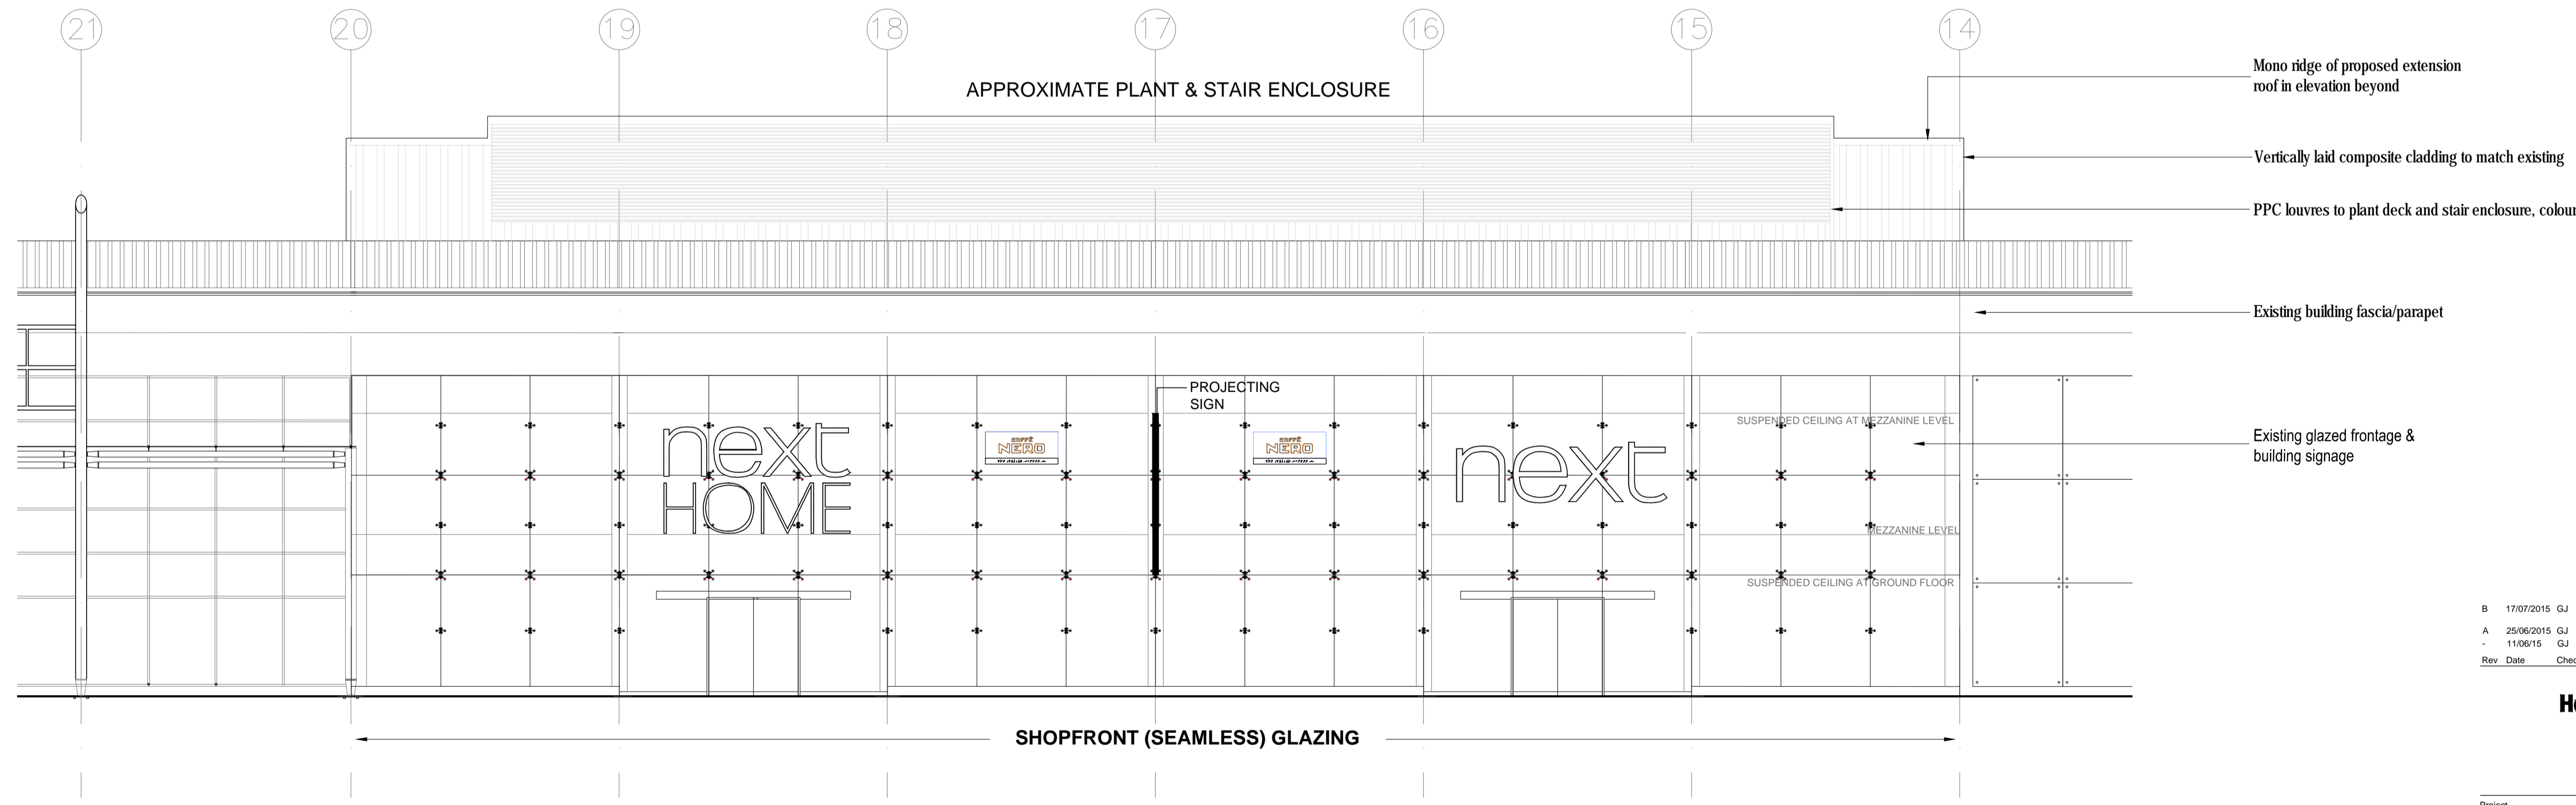 21 20 19 18 17 16 15 14
APPROXIMATE PLANT & STAIR ENCLOSURE
Mono ridge of proposed extension
roof in elevation beyond
Vertically laid composite cladding to match existing
PPC louvres to plant deck and stair enclosure, colour
Existing building fascia/parapet
PROJECTING
SIGN
next
HOME
CAFFÈ
NERO
CAFFÈ
NERO
next
SUSPENDED CEILING AT MEZZANINE LEVEL
Existing glazed frontage &
building signage
MEZZANINE LEVEL
SUSPENDED CEILING AT GROUND FLOOR
B 17/07/2015 GJ
A 25/06/2015 GJ
- 11/06/15 GJ
Rev Date
SHOPFRONT (SEAMLESS) GLAZING
Project